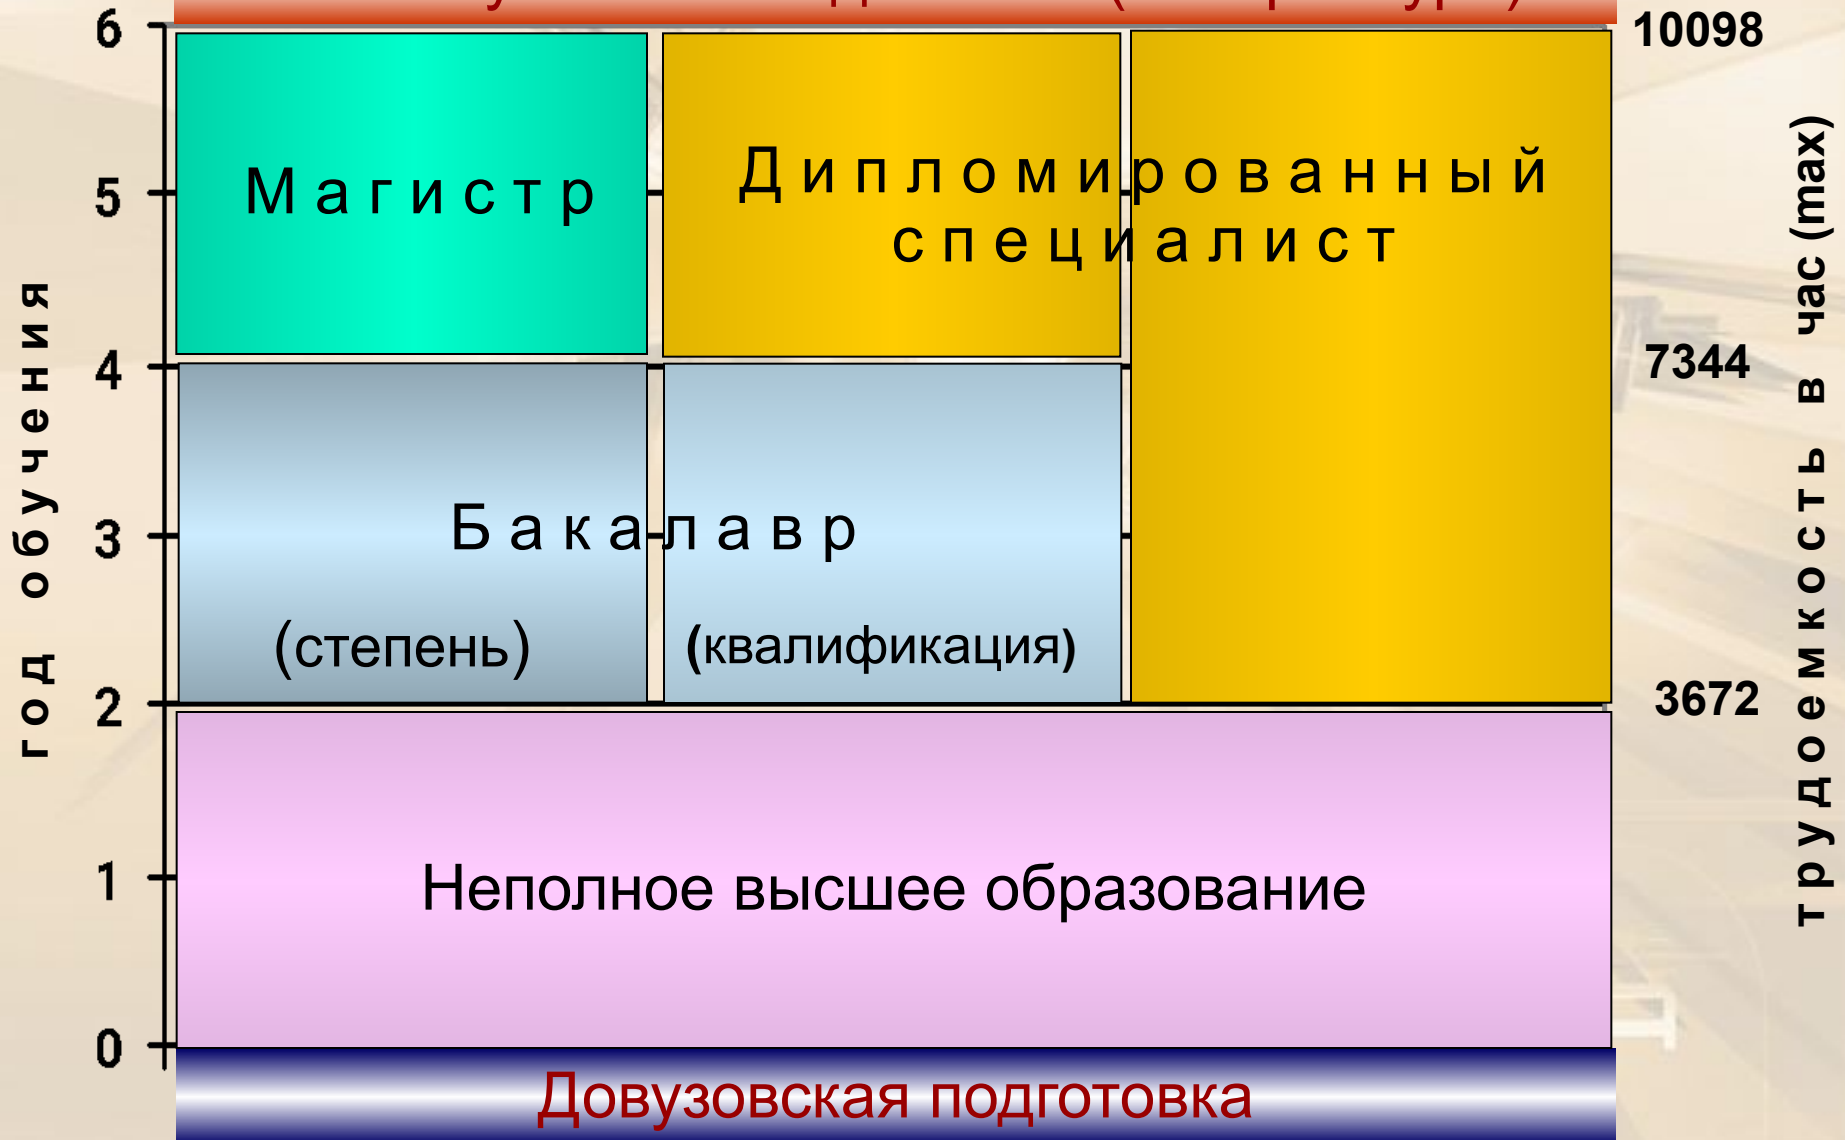 6
10098
Магистр
Дипломированный
специалист
5
4
7344
Бакалавр
3
(степень)
(квалификация)
2
3672
Неполное высшее образование
1
0
Довузовская подготовка
год обучения
трудоемкость в час (max)